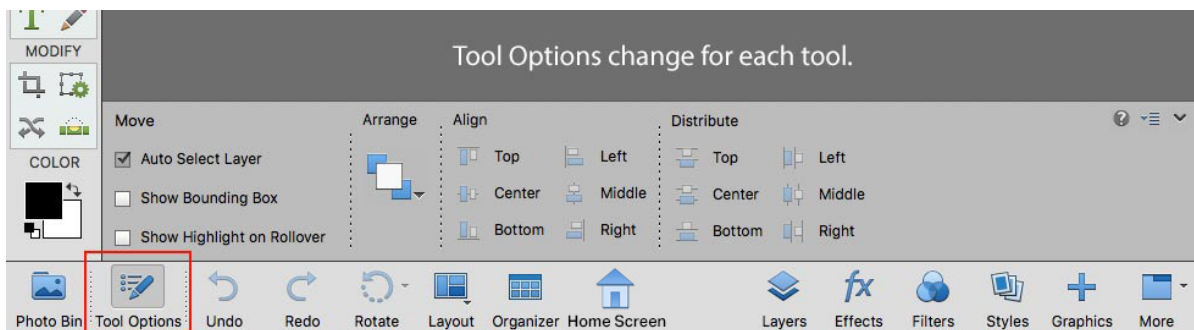 MODIFY
Tool Options change for each tool.
Move
Arrange
Align
Distribute
COLOR
Auto Select Layer
Top
Left
Top
Left
Show Bounding Box
Center
Middle
Center
Middle
Show Highlight on Rollover
Bottom
Right
Bottom
Right
Photo Bin
Tool Options
Undo
Redo
Rotate
Layout
Organizer
Home Screen
Layers
fx
Effects
Filters
Styles
Graphics
More